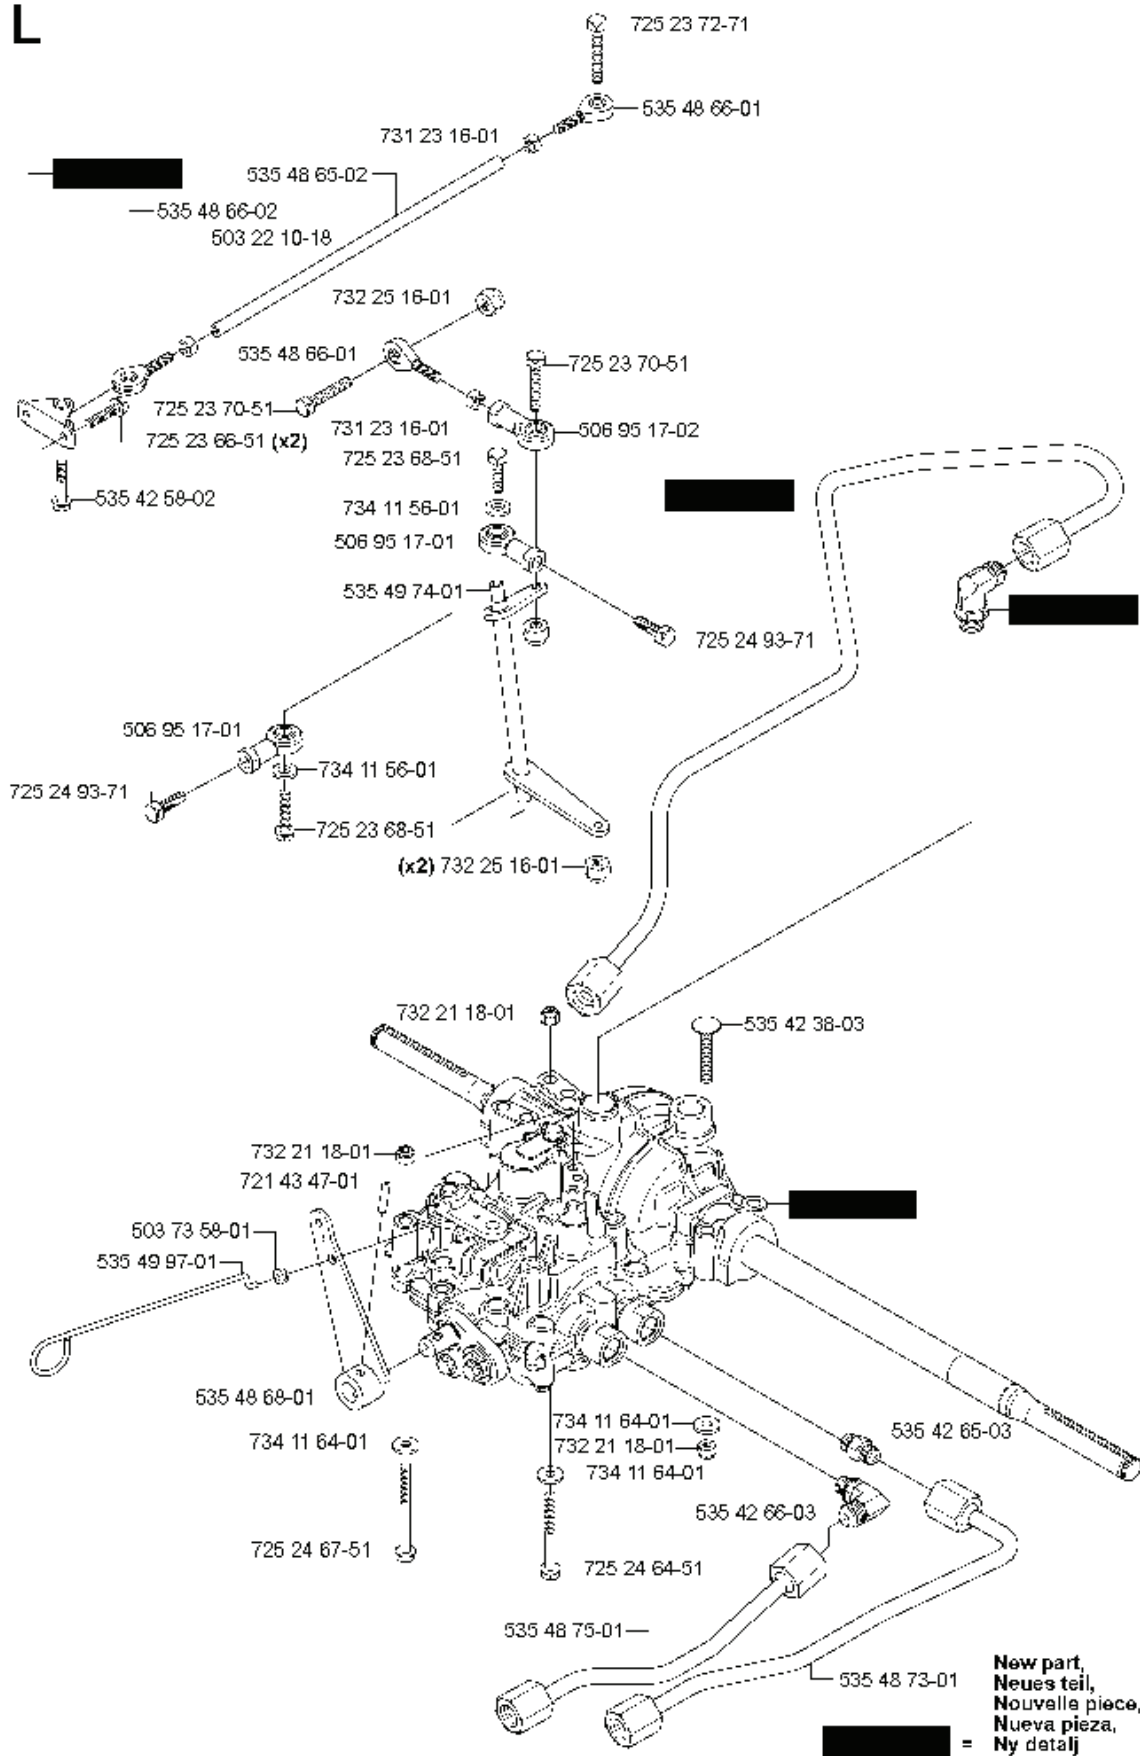 L
725 23 72-71
535 48 66-01
731 23 16-01
535 48 65-02
535 48 66-02
503 22 10-18
732 25 16-01
535 48 66-01
725 23 70-51
725 23 70-51
731 23 16-01
506 95 17-02
725 23 66-51 (x2)
725 23 68-51
535 42 58-02
734 11 56-01
506 95 17-01
535 49 74-01
725 24 93-71
506 95 17-01
734 11 56-01
725 24 93-71
725 23 68-51
(x2) 732 25 16-01
732 21 18-01
535 42 38-03
732 21 18-01
721 43 47-01
503 73 58-01
535 49 97-01
535 48 68-01
734 11 64-01
734 11 64-01
732 21 18-01
734 11 64-01
535 42 65-03
535 42 66-03
725 24 67-51
725 24 64-51
535 48 75-01
535 48 73-01
New part,
Neues teil,
Nouvelle piece,
Nueva pieza,
= Ny detalj